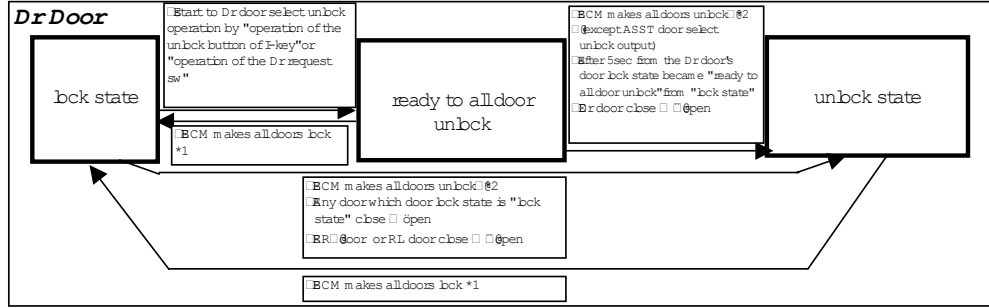 Dr Door
□Start to Dr door select unlock
operation by "operation of the
unlock button of I-key" or
"operation of the Dr request
sw"
□BCM makes all door unlock□*2
□(except ASST door select
unlock output)
□After 5sec from the Dr door's
door lock state became "ready to
all door unlock" from "lock state"
□Dr door close □ open
lock state
ready to all door
unlock
unlock state
□BCM makes all doors lock
*1
□BCM makes all doors unlock□*2
□Any door which door lock state is "lock
state" close □ open
□RR□door or RL door close □ open
□BCM makes all doors lock *1